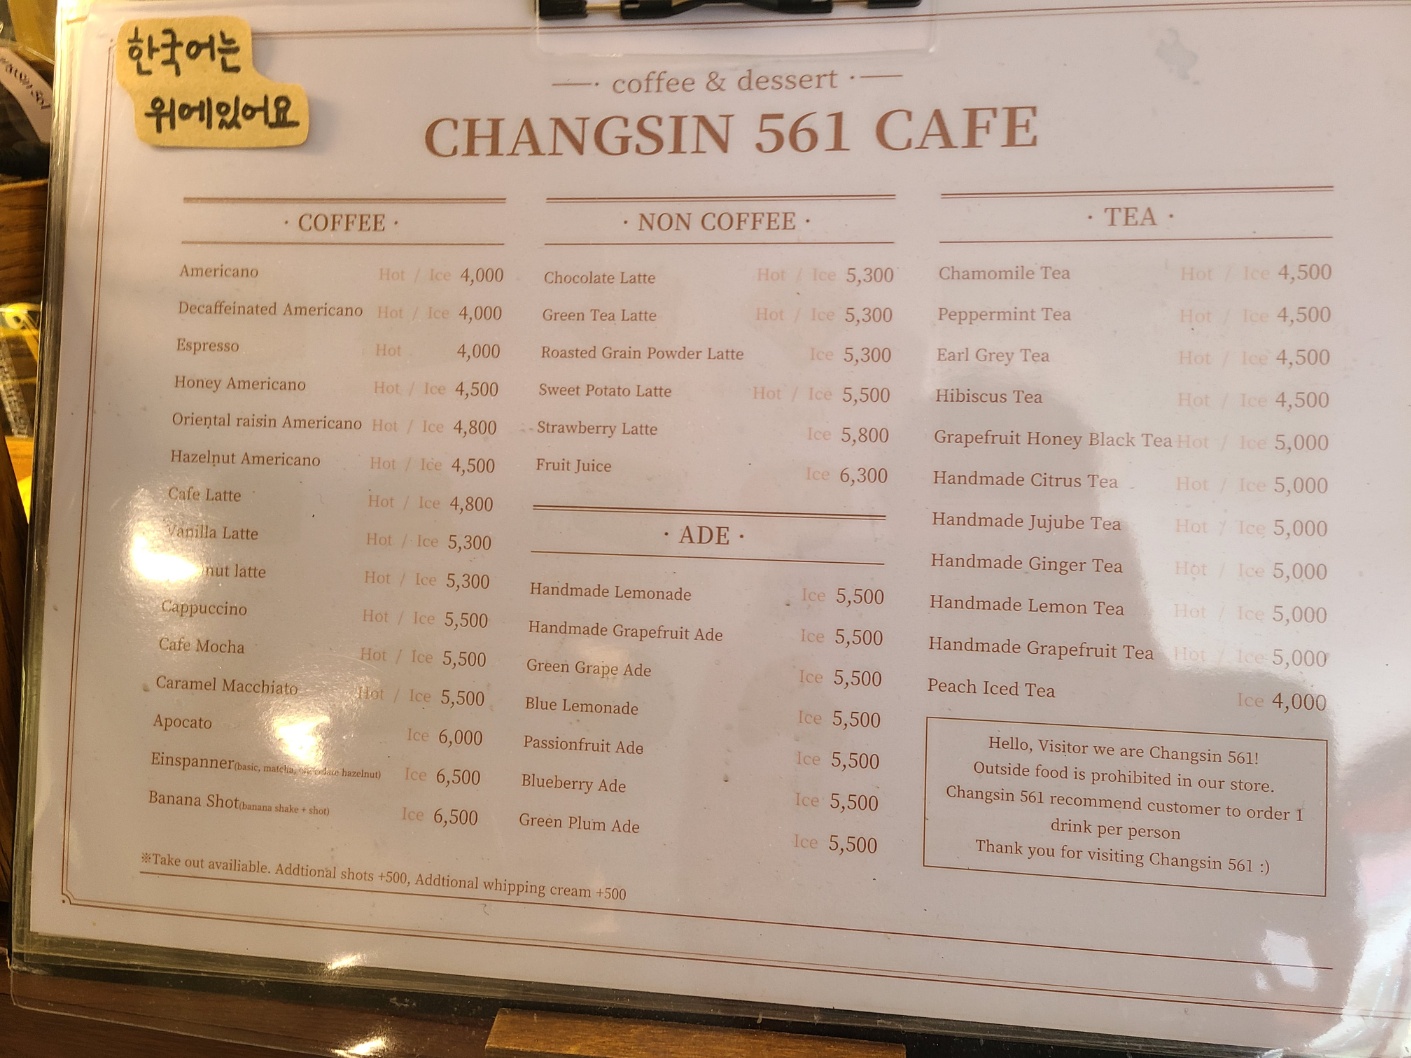 한국어는
위에있어요
coffee & dessert
CHANGSIN 561 CAFE
· COFFEE ·
Americano Hot / Ice 4,000
Decaffeinated Americano Hot / Ice 4,000
Espresso Hot 4,000
Honey Americano Hot / Ice 4,500
Oriental raisin Americano Hot / Ice 4,800
Hazelnut Americano Hot / Ice 4,500
Cafe Latte Hot / Ice 4,800
Vanilla Latte Hot / Ice 5,300
latte Hot / Ice 5,300
Cappuccino Hot / Ice 5,500
Cafe Mocha Hot / Ice 5,500
Caramel Macchiato Hot / Ice 5,500
Apocato Ice 6,000
Einspanner(basic, matcha, hazelnut) Ice 6,500
Banana Shot(banana shake + shot) Ice 6,500
※Take out availiable. Addtional shots +500, Addtional whipping cream +500
· NON COFFEE ·
Chocolate Latte Hot / Ice 5,300
Green Tea Latte Hot / Ice 5,300
Roasted Grain Powder Latte Ice 5,300
Sweet Potato Latte Hot / Ice 5,500
Strawberry Latte Ice 5,800
Fruit Juice Ice 6,300
· ADE ·
Handmade Lemonade Ice 5,500
Handmade Grapefruit Ade Ice 5,500
Green Grape Ade Ice 5,500
Blue Lemonade Ice 5,500
Passionfruit Ade Ice 5,500
Blueberry Ade Ice 5,500
Green Plum Ade Ice 5,500
· TEA ·
Chamomile Tea Hot / Ice 4,500
Peppermint Tea Hot / Ice 4,500
Earl Grey Tea Hot / Ice 4,500
Hibiscus Tea Hot / Ice 4,500
Grapefruit Honey Black Tea Hot / Ice 5,000
Handmade Citrus Tea Hot / Ice 5,000
Handmade Jujube Tea Hot / Ice 5,000
Handmade Ginger Tea Hot / Ice 5,000
Handmade Lemon Tea Hot / Ice 5,000
Handmade Grapefruit Tea Hot / Ice 5,000
Peach Iced Tea Ice 4,000
Hello, Visitor we are Changsin 561!
Outside food is prohibited in our store.
Changsin 561 recommend customer to order 1
drink per person
Thank you for visiting Changsin 561 :)